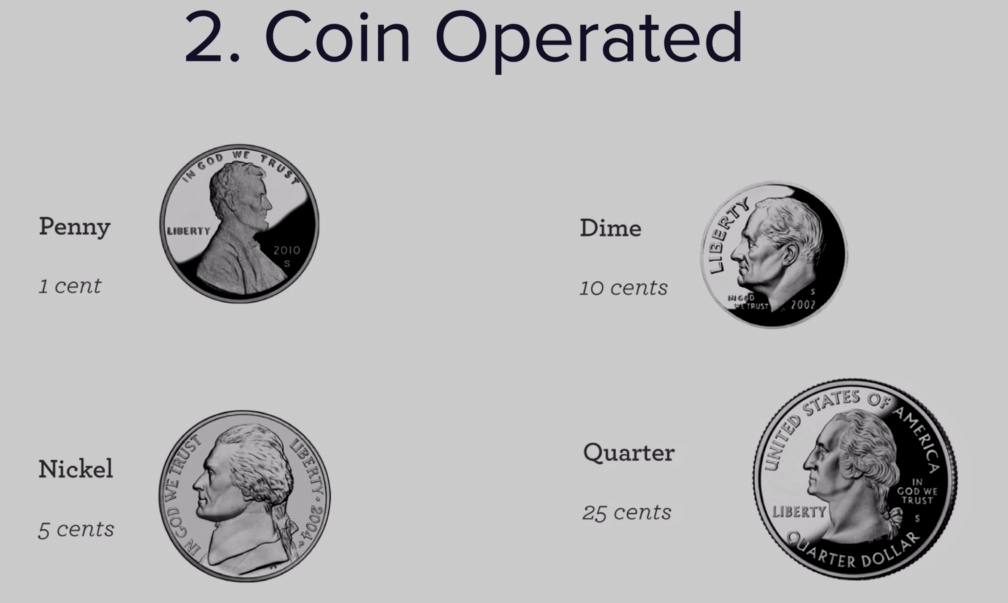 2. Coin Operated
Penny
1 cent
IN GOD WE TRUST
LIBERTY
2010
S
Dime
10 cents
LIBERTY
IN GOD
WE TRUST
S
2002
Nickel
5 cents
IN GOD WE TRUST
LIBERTY • 2004
Quarter
25 cents
UNITED STATES OF AMERICA
IN
GOD WE
TRUST
LIBERTY
S
QUARTER DOLLAR